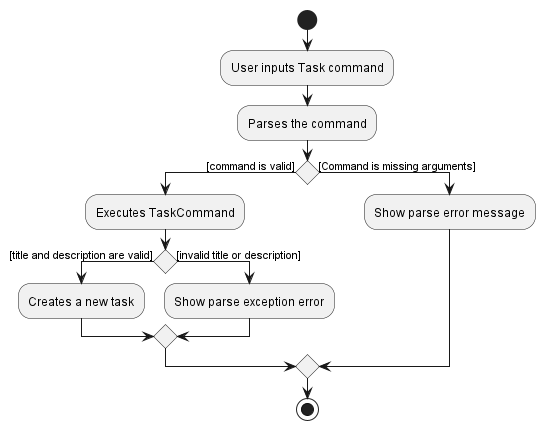 User inputs Task command
Parses the command
[command is valid]
[Command is missing arguments]
Executes TaskCommand
Show parse error message
[title and description are valid]
[invalid title or description]
Creates a new task
Show parse exception error